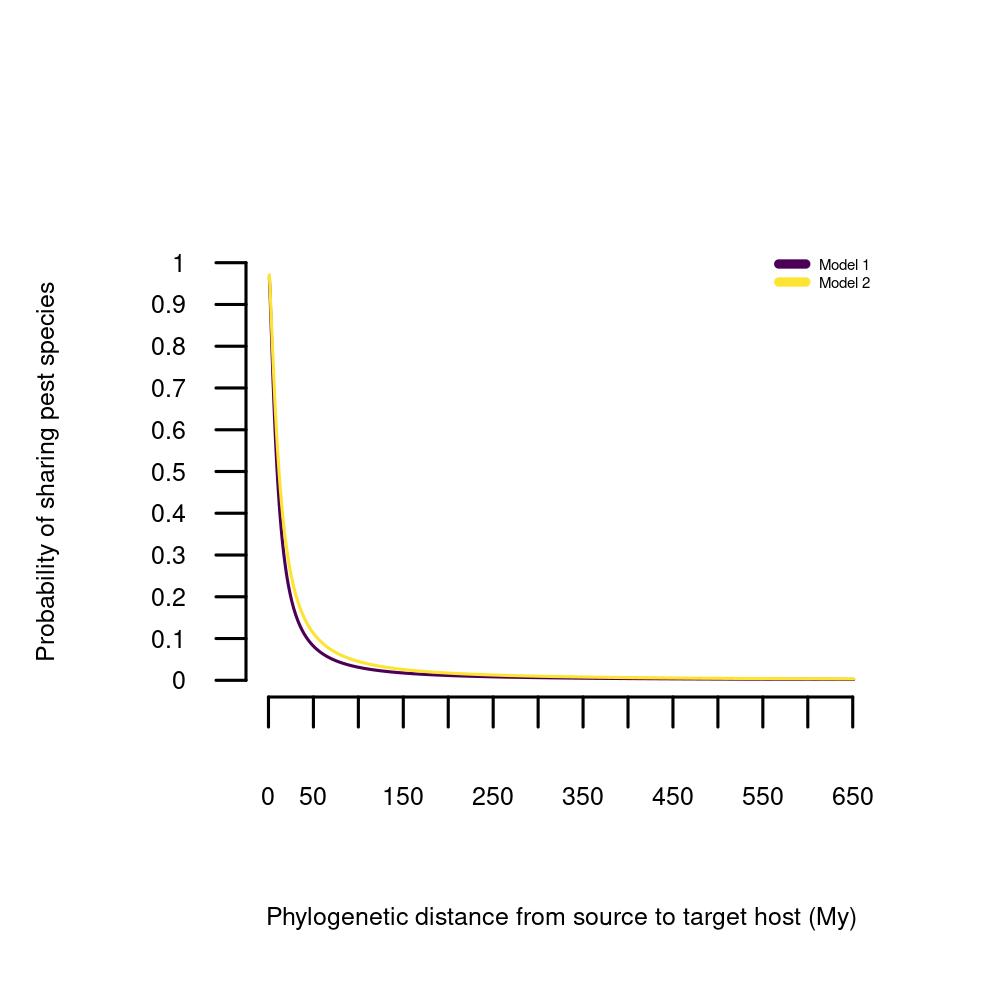 Probability of sharing pest species
1
0.9
0.8
0.7
0.6
0.5
0.4
0.3
0.2
0.1
0
Model 1
Model 2
0 50 150 250 350 450 550 650
Phylogenetic distance from source to target host (My)